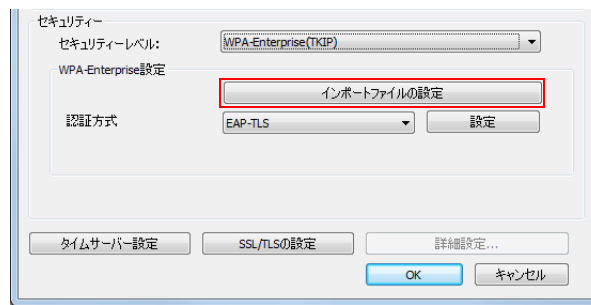 セキュリティー
セキュリティーレベル: WPA-Enterprise(TKIP)
WPA-Enterprise設定
インポートファイルの設定
認証方式 EAP-TLS 設定
タイムサーバー設定 SSL/TLSの設定 詳細設定...
OK キャンセル